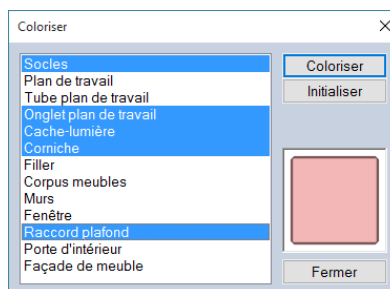 Coloriser
Socles
Plan de travail
Tube plan de travail
Onglet plan de travail
Cache-lumière
Corniche
Filler
Corpus meubles
Murs
Fenêtre
Raccord plafond
Porte d'intérieur
Façade de meuble
Coloriser
Initialiser
Fermer